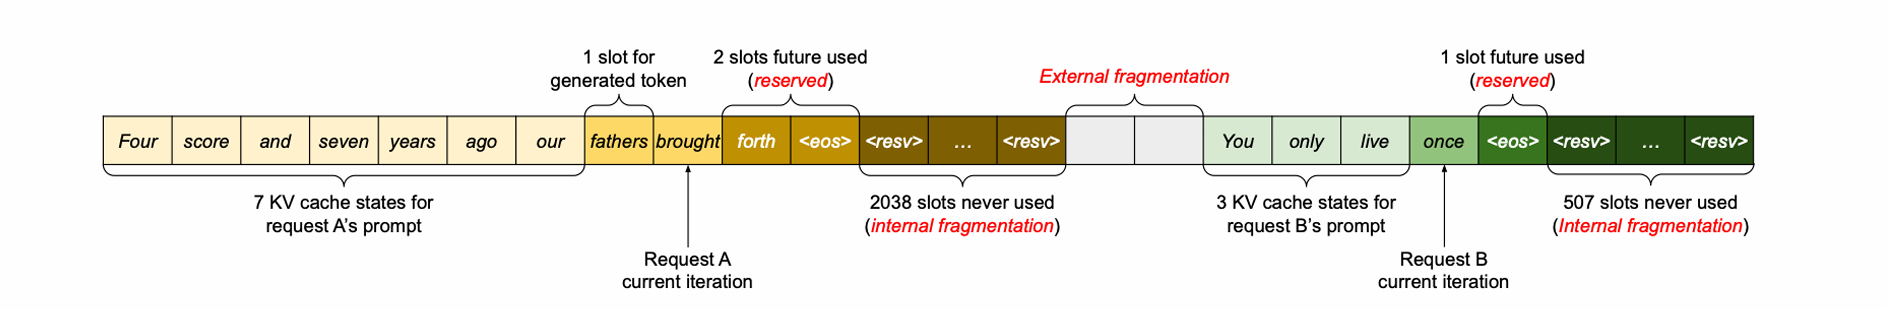 1 slot for
generated token
2 slots future used
(reserved)
External fragmentation
1 slot future used
(reserved)
Four score and seven years ago our fathers brought forth <eos> <resv> ... <resv> You only live once <eos> <resv> ... <resv>
7 KV cache states for
request A's prompt
2038 slots never used
(internal fragmentation)
3 KV cache states for
request B's prompt
507 slots never used
(Internal fragmentation)
Request A
current iteration
Request B
current iteration